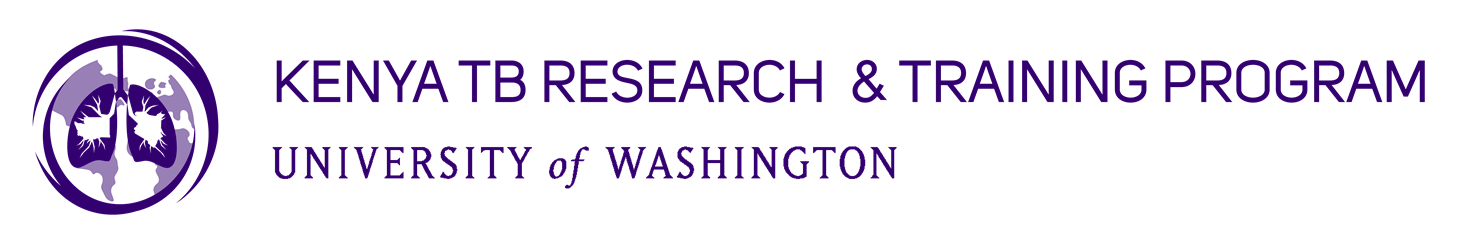 KENYA TB RESEARCH & TRAINING PROGRAM
UNIVERSITY of WASHINGTON